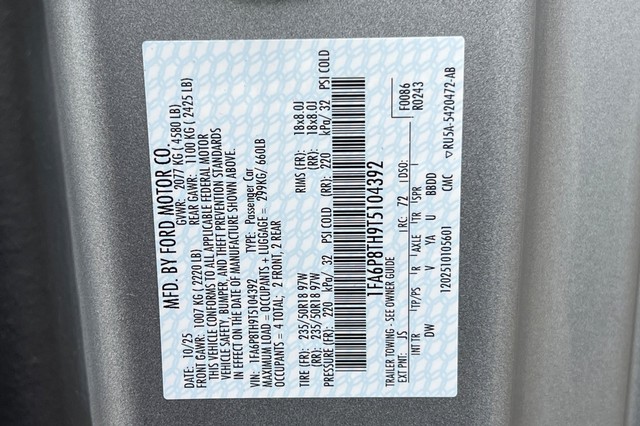 MFD. BY FORD MOTOR CO.
DATE: 10/25 GVWR: 2077 KG ( 4580 LB)
FRONT GAWR: 1007 KG ( 2220 LB) REAR GAWR: 1100 KG ( 2425 LB)
THIS VEHICLE CONFORMS TO ALL APPLICABLE FEDERAL MOTOR
VEHICLE SAFETY, BUMPER, AND THEFT PREVENTION STANDARDS
IN EFFECT ON THE DATE OF MANUFACTURE SHOWN ABOVE.
VIN: 1FA6P8TH9T5104392 TYPE: Passenger Car
MAXIMUM LOAD = OCCUPANTS + LUGGAGE = 299KG/ 660LB
OCCUPANTS = 4 TOTAL; 2 FRONT, 2 REAR
TIRE (FR): 235/50R18 97W RIMS (FR): 18x8.0J
(RR): 235/50R18 97W (RR): 18x8.0J
PRESSURE (FR): 220 kPa/ 32 PSI COLD (RR): 220 kPa/ 32 PSI COLD
1FA6P8TH9T5104392
TRAILER TOWING - SEE OWNER GUIDE F0086
EXT PNT: JS RC: 72 DSO: R0243
INT TR TP/PS R AXLE TR SPR
DW V YA U BBDD
120251010560​1 CMC ▽RU5A-5420472-AB